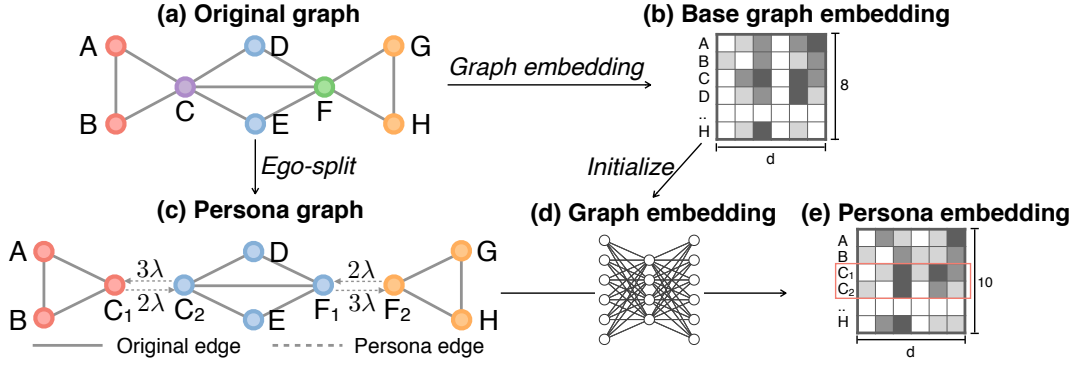 (a) Original graph
(b) Base graph embedding
A
B
C
D
E
F
G
H
Graph embedding
A
B
C
D
..
H
8
d
Ego-split
Initialize
(c) Persona graph
(d) Graph embedding
(e) Persona embedding
A
B
C1
3λ
2λ
C2
D
E
F1
2λ
3λ
F2
G
H
Original edge
Persona edge
A
B
C1
C2
..
H
10
d